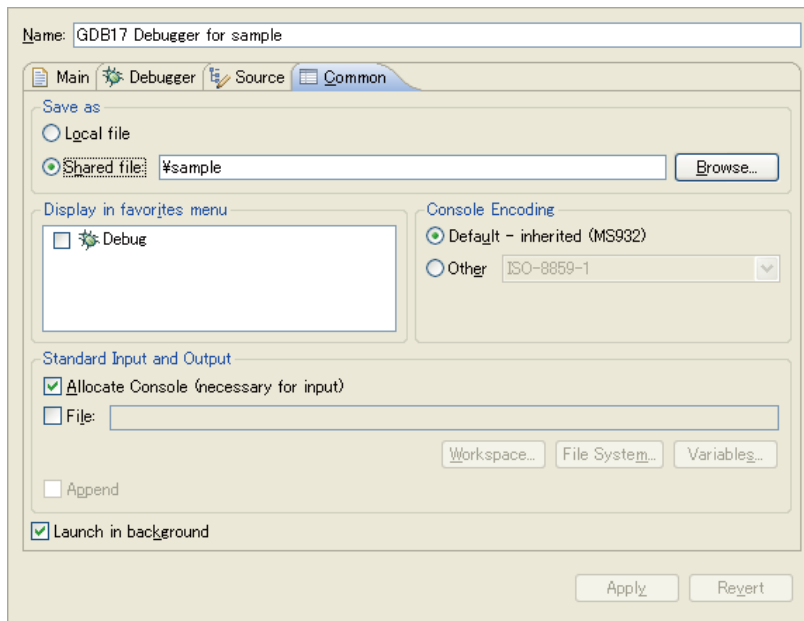 Name: GDB17 Debugger for sample
Main Debugger Source Common
Save as
Local file
Shared file: ¥sample Browse...
Display in favorites menu
Debug
Console Encoding
Default - inherited (MS932)
Other ISO-8859-1
Standard Input and Output
Allocate Console (necessary for input)
File:
Workspace... File System... Variables...
Append
Launch in background
Apply Revert